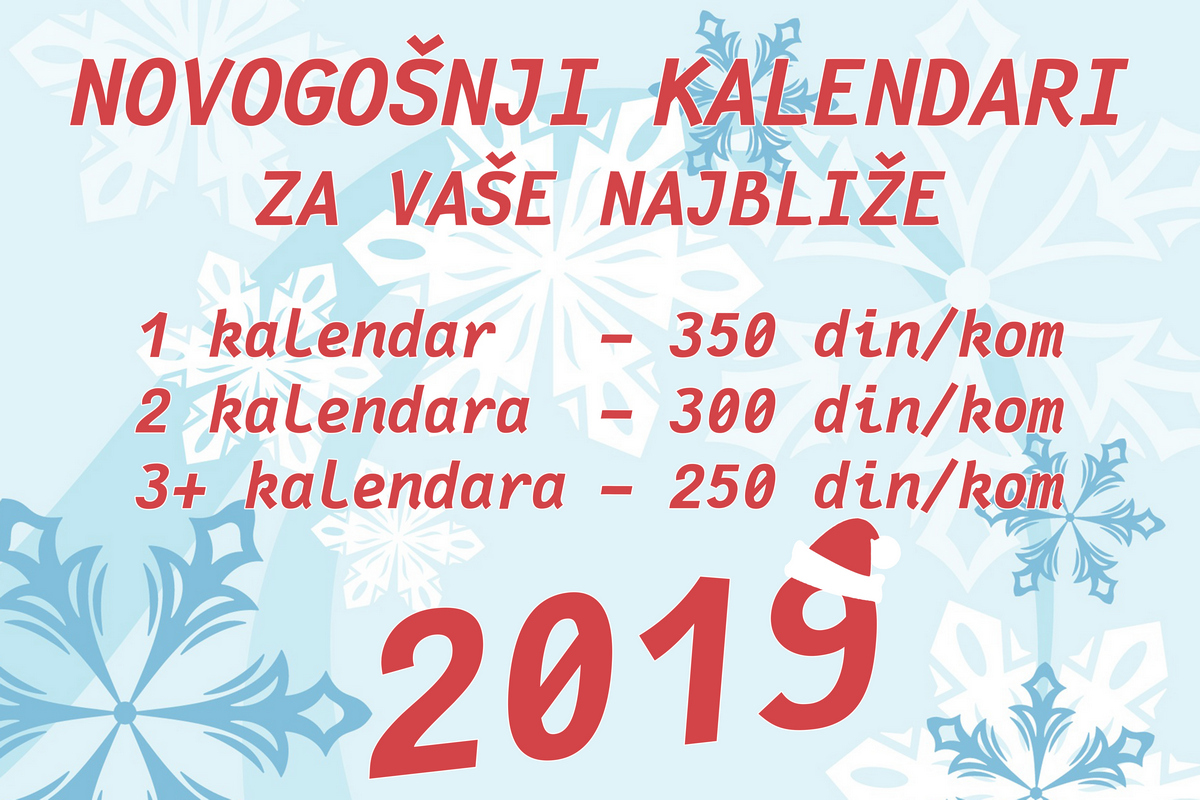 NOVOGOŠNJI KALENDARI
ZA VAŠE NAJBLIŽE
1 kalendar – 350 din/kom
2 kalendara – 300 din/kom
3+ kalendara – 250 din/kom
2019